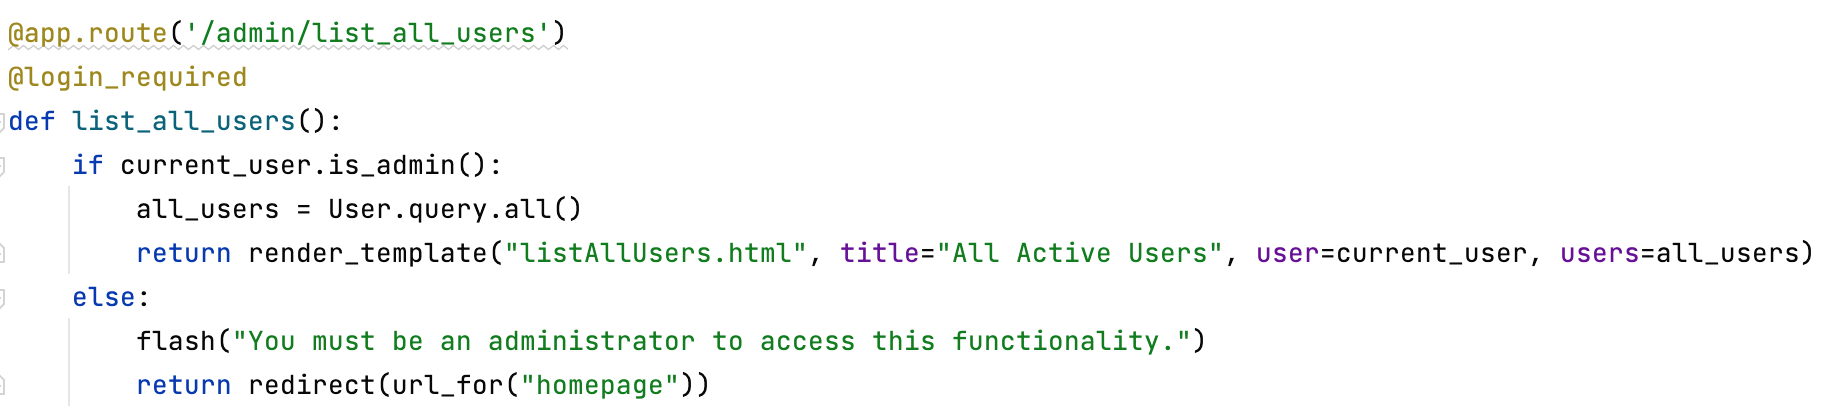 @app.route('/admin/list_all_users')
@login_required
def list_all_users():
    if current_user.is_admin():
        all_users = User.query.all()
        return render_template("listAllUsers.html", title="All Active Users", user=current_user, users=all_users)
    else:
        flash("You must be an administrator to access this functionality.")
        return redirect(url_for("homepage"))